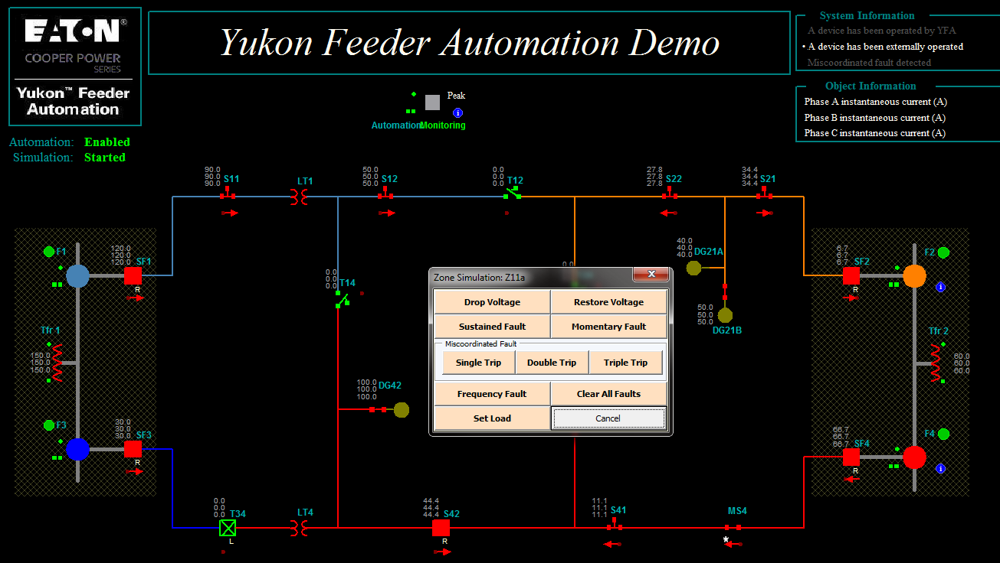 EATON®
COOPER POWER
SERIES
Yukon™ Feeder
Automation
Yukon Feeder Automation Demo
System Information
A device has been operated by YFA
A device has been externally operated
Miscoordinated fault detected
Object Information
Phase A instantaneous current (A)
Phase B instantaneous current (A)
Phase C instantaneous current (A)
Peak
i
Automation
Monitoring
Automation: Enabled
Simulation: Started
90.0
90.0
90.0
S11
LT1
50.0
50.0
50.0
S12
0.0
0.0
0.0
T12
27.8
27.8
27.8
S22
34.4
34.4
34.4
S21
F1
120.0
120.0
120.0
SF1
R
0.0
0.0
0.0
T14
40.0
40.0
40.0
DG21A
50.0
50.0
50.0
DG21B
6.7
6.7
6.7
SF2
R
F2
i
0.0
Zone Simulation: Z11a
X
Drop Voltage
Restore Voltage
Sustained Fault
Momentary Fault
Miscoordinated Fault
Single Trip
Double Trip
Triple Trip
Frequency Fault
Clear All Faults
Set Load
Cancel
Tfr 1
150.0
150.0
150.0
Tfr 2
60.0
60.0
60.0
100.0
100.0
100.0
DG42
F3
30.0
30.0
30.0
SF3
R
66.7
66.7
66.7
SF4
R
F4
i
0.0
0.0
0.0
T34
L
LT4
44.4
44.4
44.4
S42
R
11.1
11.1
11.1
S41
MS4
*